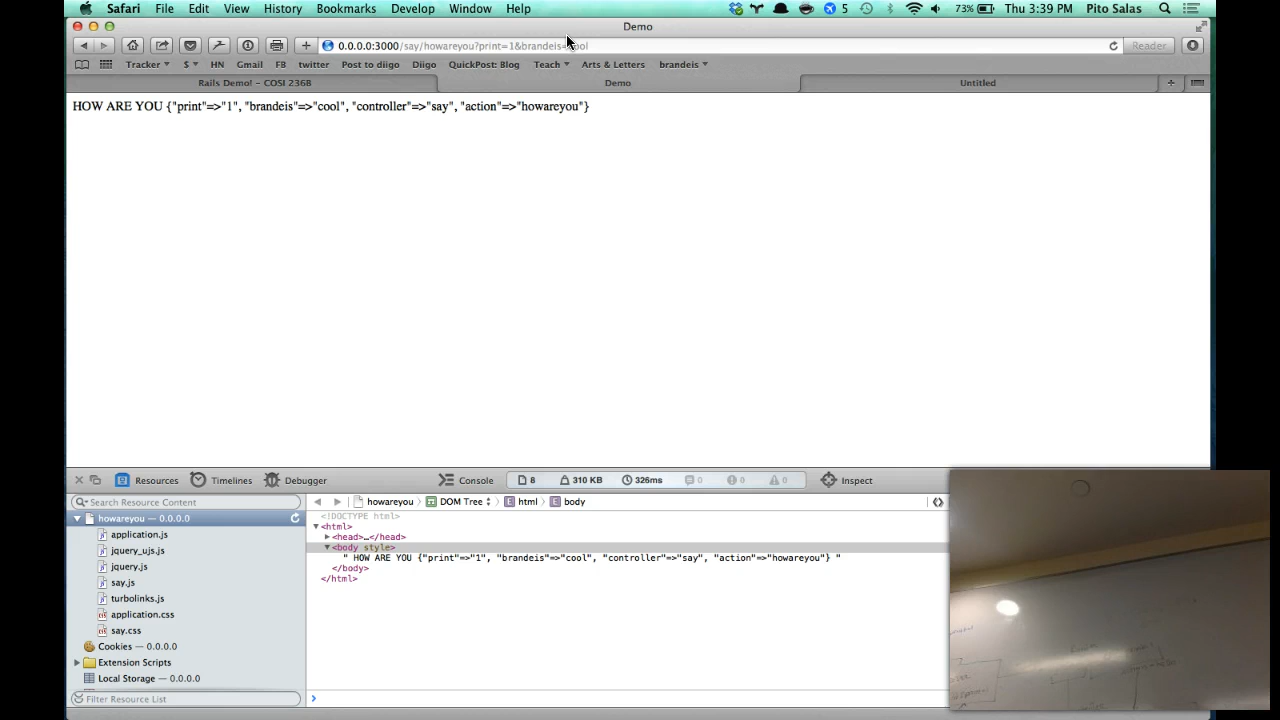 Safari File Edit View History Bookmarks Develop Window Help 5 73% Thu 3:39 PM Pito Salas
Demo
0.0.0.0:3000/say/howareyou?print=1&brandeis=cool Reader
Tracker $ HN Gmail FB twitter Post to diigo Diigo QuickPost: Blog Teach Arts & Letters brandeis
Rails Demo! - COSI 236B Demo Untitled
HOW ARE YOU {"print"=>"1", "brandeis"=>"cool", "controller"=>"say", "action"=>"howareyou"}
Resources Timelines Debugger Console 8 310 KB 326ms 0 0 0 Inspect
Search Resource Content howareyou DOM Tree html body
howareyou — 0.0.0.0
application.js
jquery_ujs.js
jquery.js
say.js
turbolinks.js
application.css
say.css
Cookies — 0.0.0.0
Extension Scripts
Local Storage — 0.0.0.0
Filter Resource List
<!DOCTYPE html>
<html>
<head>…</head>
<body style>
" HOW ARE YOU {"print"=>"1", "brandeis"=>"cool", "controller"=>"say", "action"=>"howareyou"} "
</body>
</html>